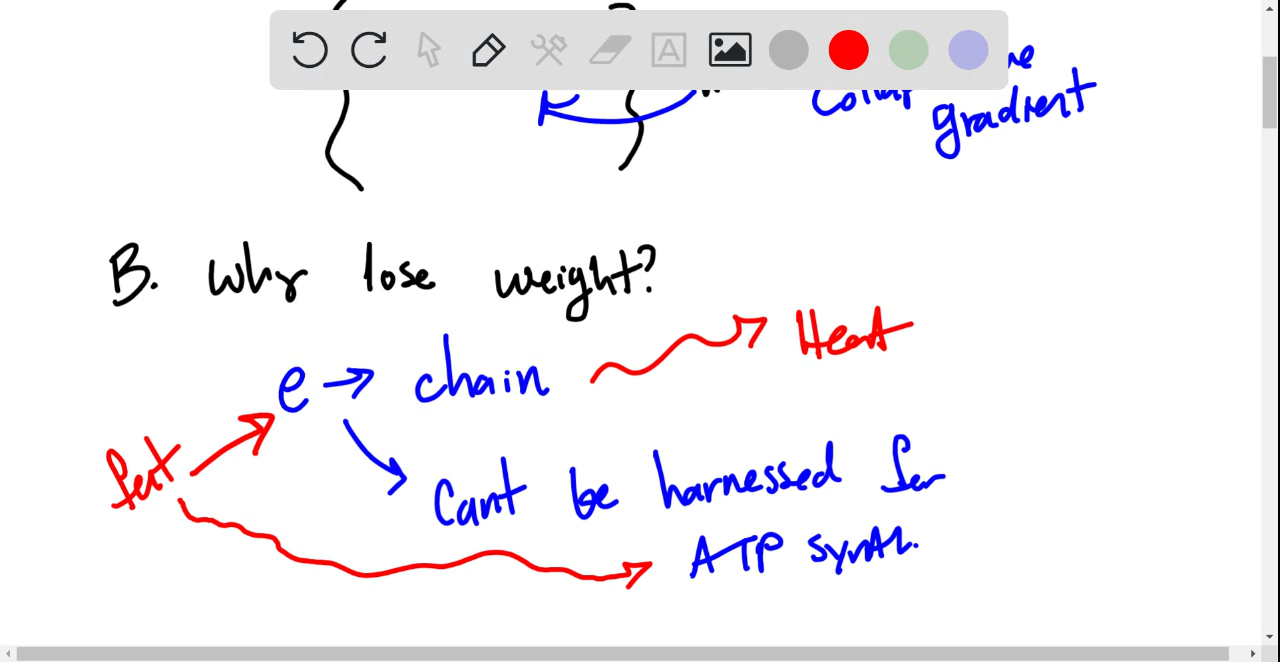 gradient
B. Why lose weight?
e → chain
Heat
fat
Cant be harnessed for
ATP synth.